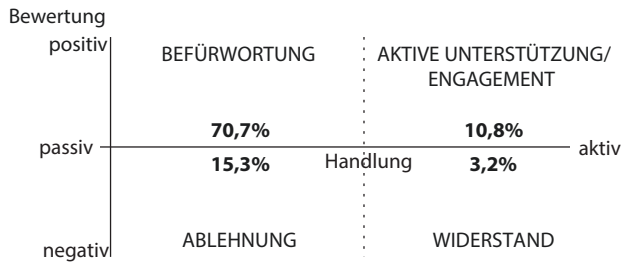 Bewertung
positiv
BEFÜRWORTUNG
AKTIVE UNTERSTÜTZUNG/
ENGAGEMENT
70,7%
10,8%
passiv
aktiv
15,3%
Handlung
3,2%
ABLEHNUNG
WIDERSTAND
negativ